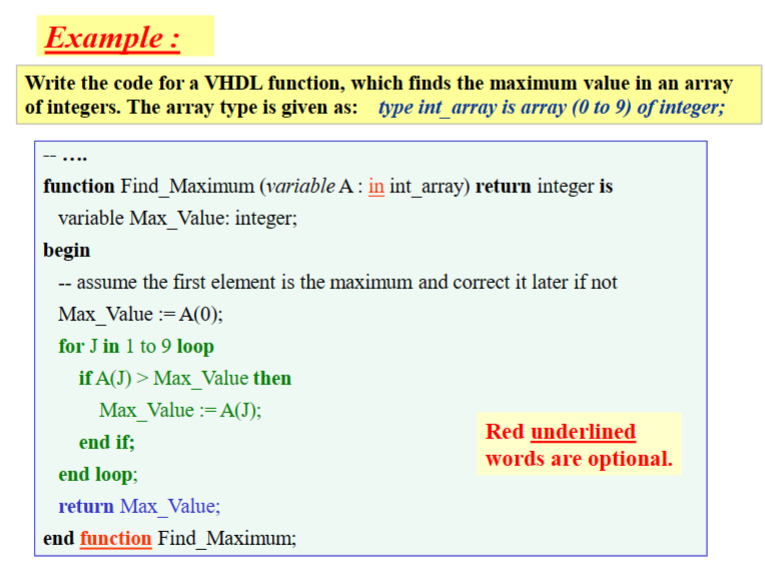 Example :
Write the code for a VHDL function, which finds the maximum value in an array
of integers. The array type is given as: type int_array is array (0 to 9) of integer;
-- ....
function Find_Maximum (variable A : in int_array) return integer is
variable Max_Value: integer;
begin
-- assume the first element is the maximum and correct it later if not
Max_Value := A(0);
for J in 1 to 9 loop
if A(J) > Max_Value then
Max_Value := A(J);
end if;
end loop;
return Max_Value;
end function Find_Maximum;
Red underlined
words are optional.